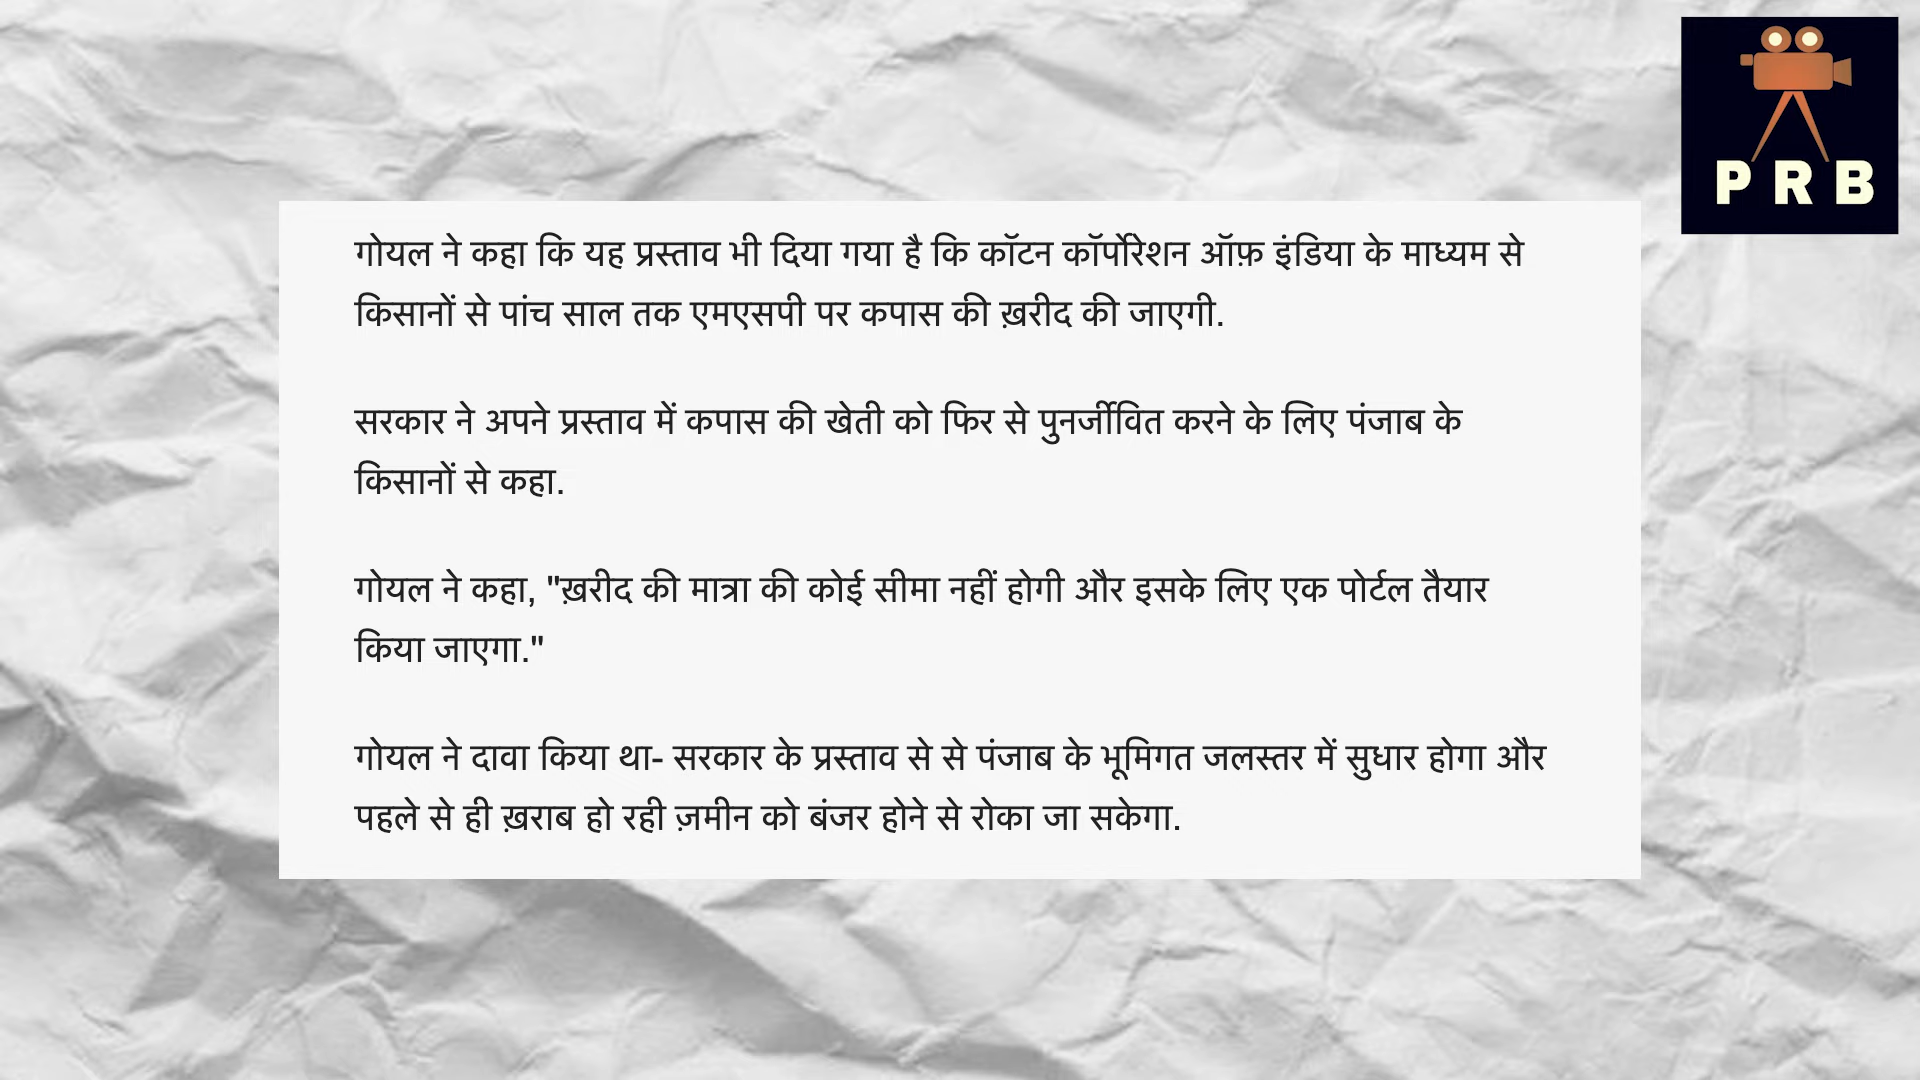 P R B
गोयल ने कहा कि यह प्रस्ताव भी दिया गया है कि कॉटन कॉर्पोरेशन ऑफ़ इंडिया के माध्यम से
किसानों से पांच साल तक एमएसपी पर कपास की ख़रीद की जाएगी.
सरकार ने अपने प्रस्ताव में कपास की खेती को फिर से पुनर्जीवित करने के लिए पंजाब के
किसानों से कहा.
गोयल ने कहा, "ख़रीद की मात्रा की कोई सीमा नहीं होगी और इसके लिए एक पोर्टल तैयार
किया जाएगा."
गोयल ने दावा किया था- सरकार के प्रस्ताव से से पंजाब के भूमिगत जलस्तर में सुधार होगा और
पहले से ही ख़राब हो रही ज़मीन को बंजर होने से रोका जा सकेगा.